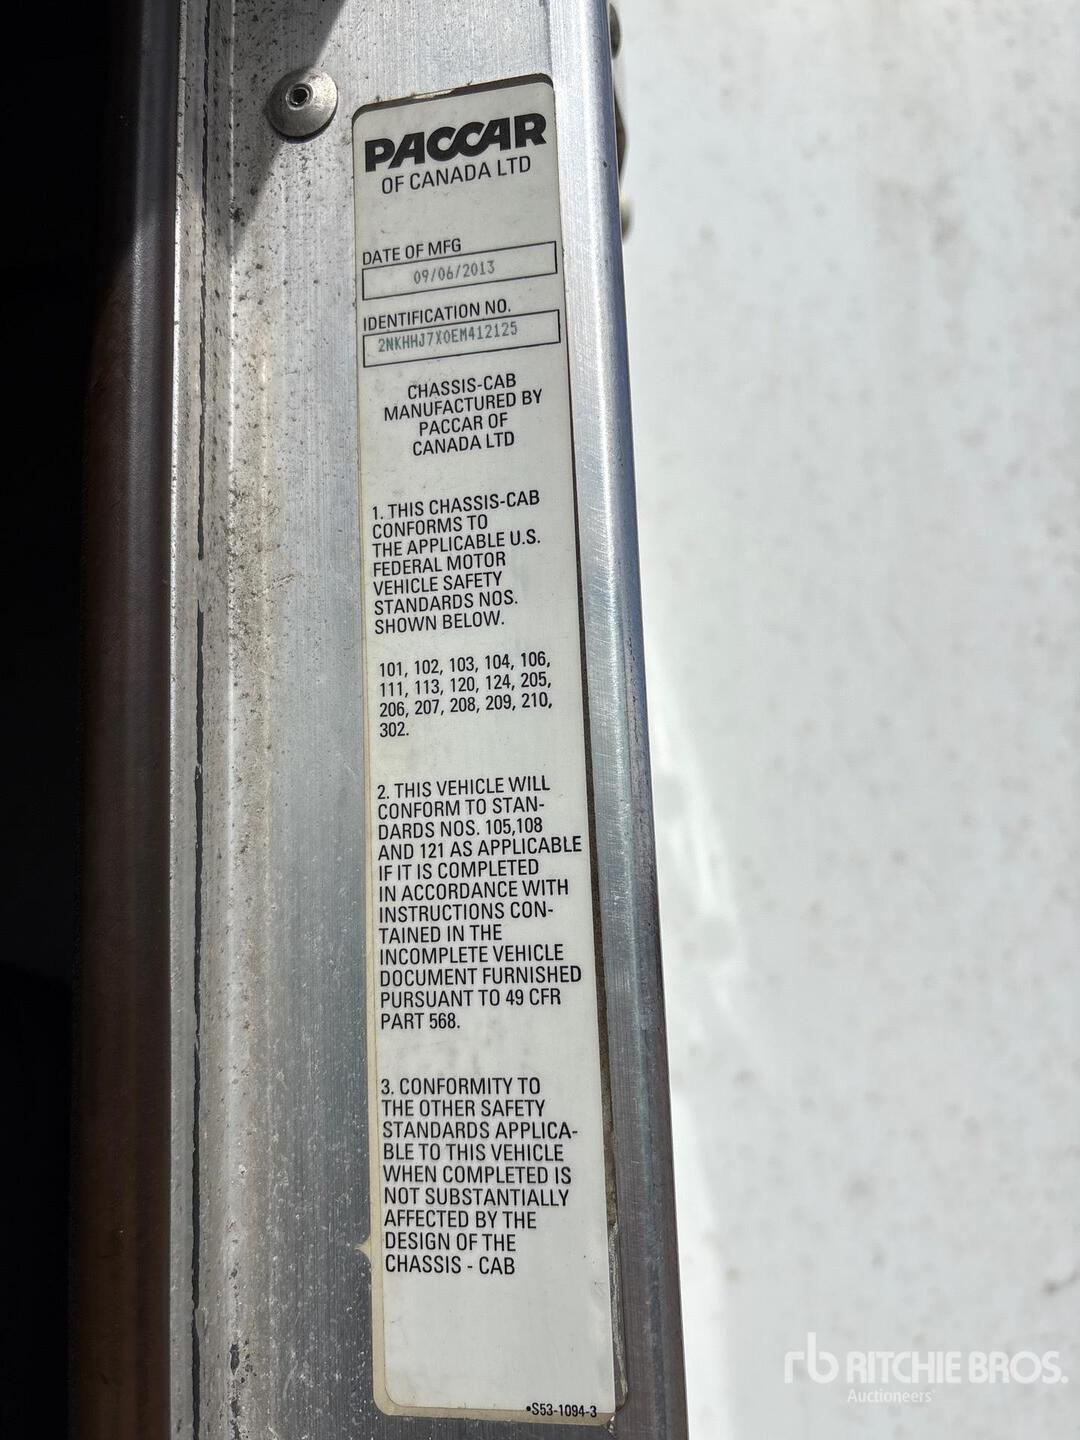 PACCAR
OF CANADA LTD
DATE OF MFG
09/06/2013
IDENTIFICATION NO.
2NKHHJ7X0EM412125
CHASSIS-CAB
MANUFACTURED BY
PACCAR OF
CANADA LTD
1. THIS CHASSIS-CAB
CONFORMS TO
THE APPLICABLE U.S.
FEDERAL MOTOR
VEHICLE SAFETY
STANDARDS NOS.
SHOWN BELOW.
101, 102, 103, 104, 106,
111, 113, 120, 124, 205,
206, 207, 208, 209, 210,
302.
2. THIS VEHICLE WILL
CONFORM TO STAN-
DARDS NOS. 105,108
AND 121 AS APPLICABLE
IF IT IS COMPLETED
IN ACCORDANCE WITH
INSTRUCTIONS CON-
TAINED IN THE
INCOMPLETE VEHICLE
DOCUMENT FURNISHED
PURSUANT TO 49 CFR
PART 568.
3. CONFORMITY TO
THE OTHER SAFETY
STANDARDS APPLICA-
BLE TO THIS VEHICLE
WHEN COMPLETED IS
NOT SUBSTANTIALLY
AFFECTED BY THE
DESIGN OF THE
CHASSIS - CAB
•S53-1094-3
rb RITCHIE BROS.
Auctioneers